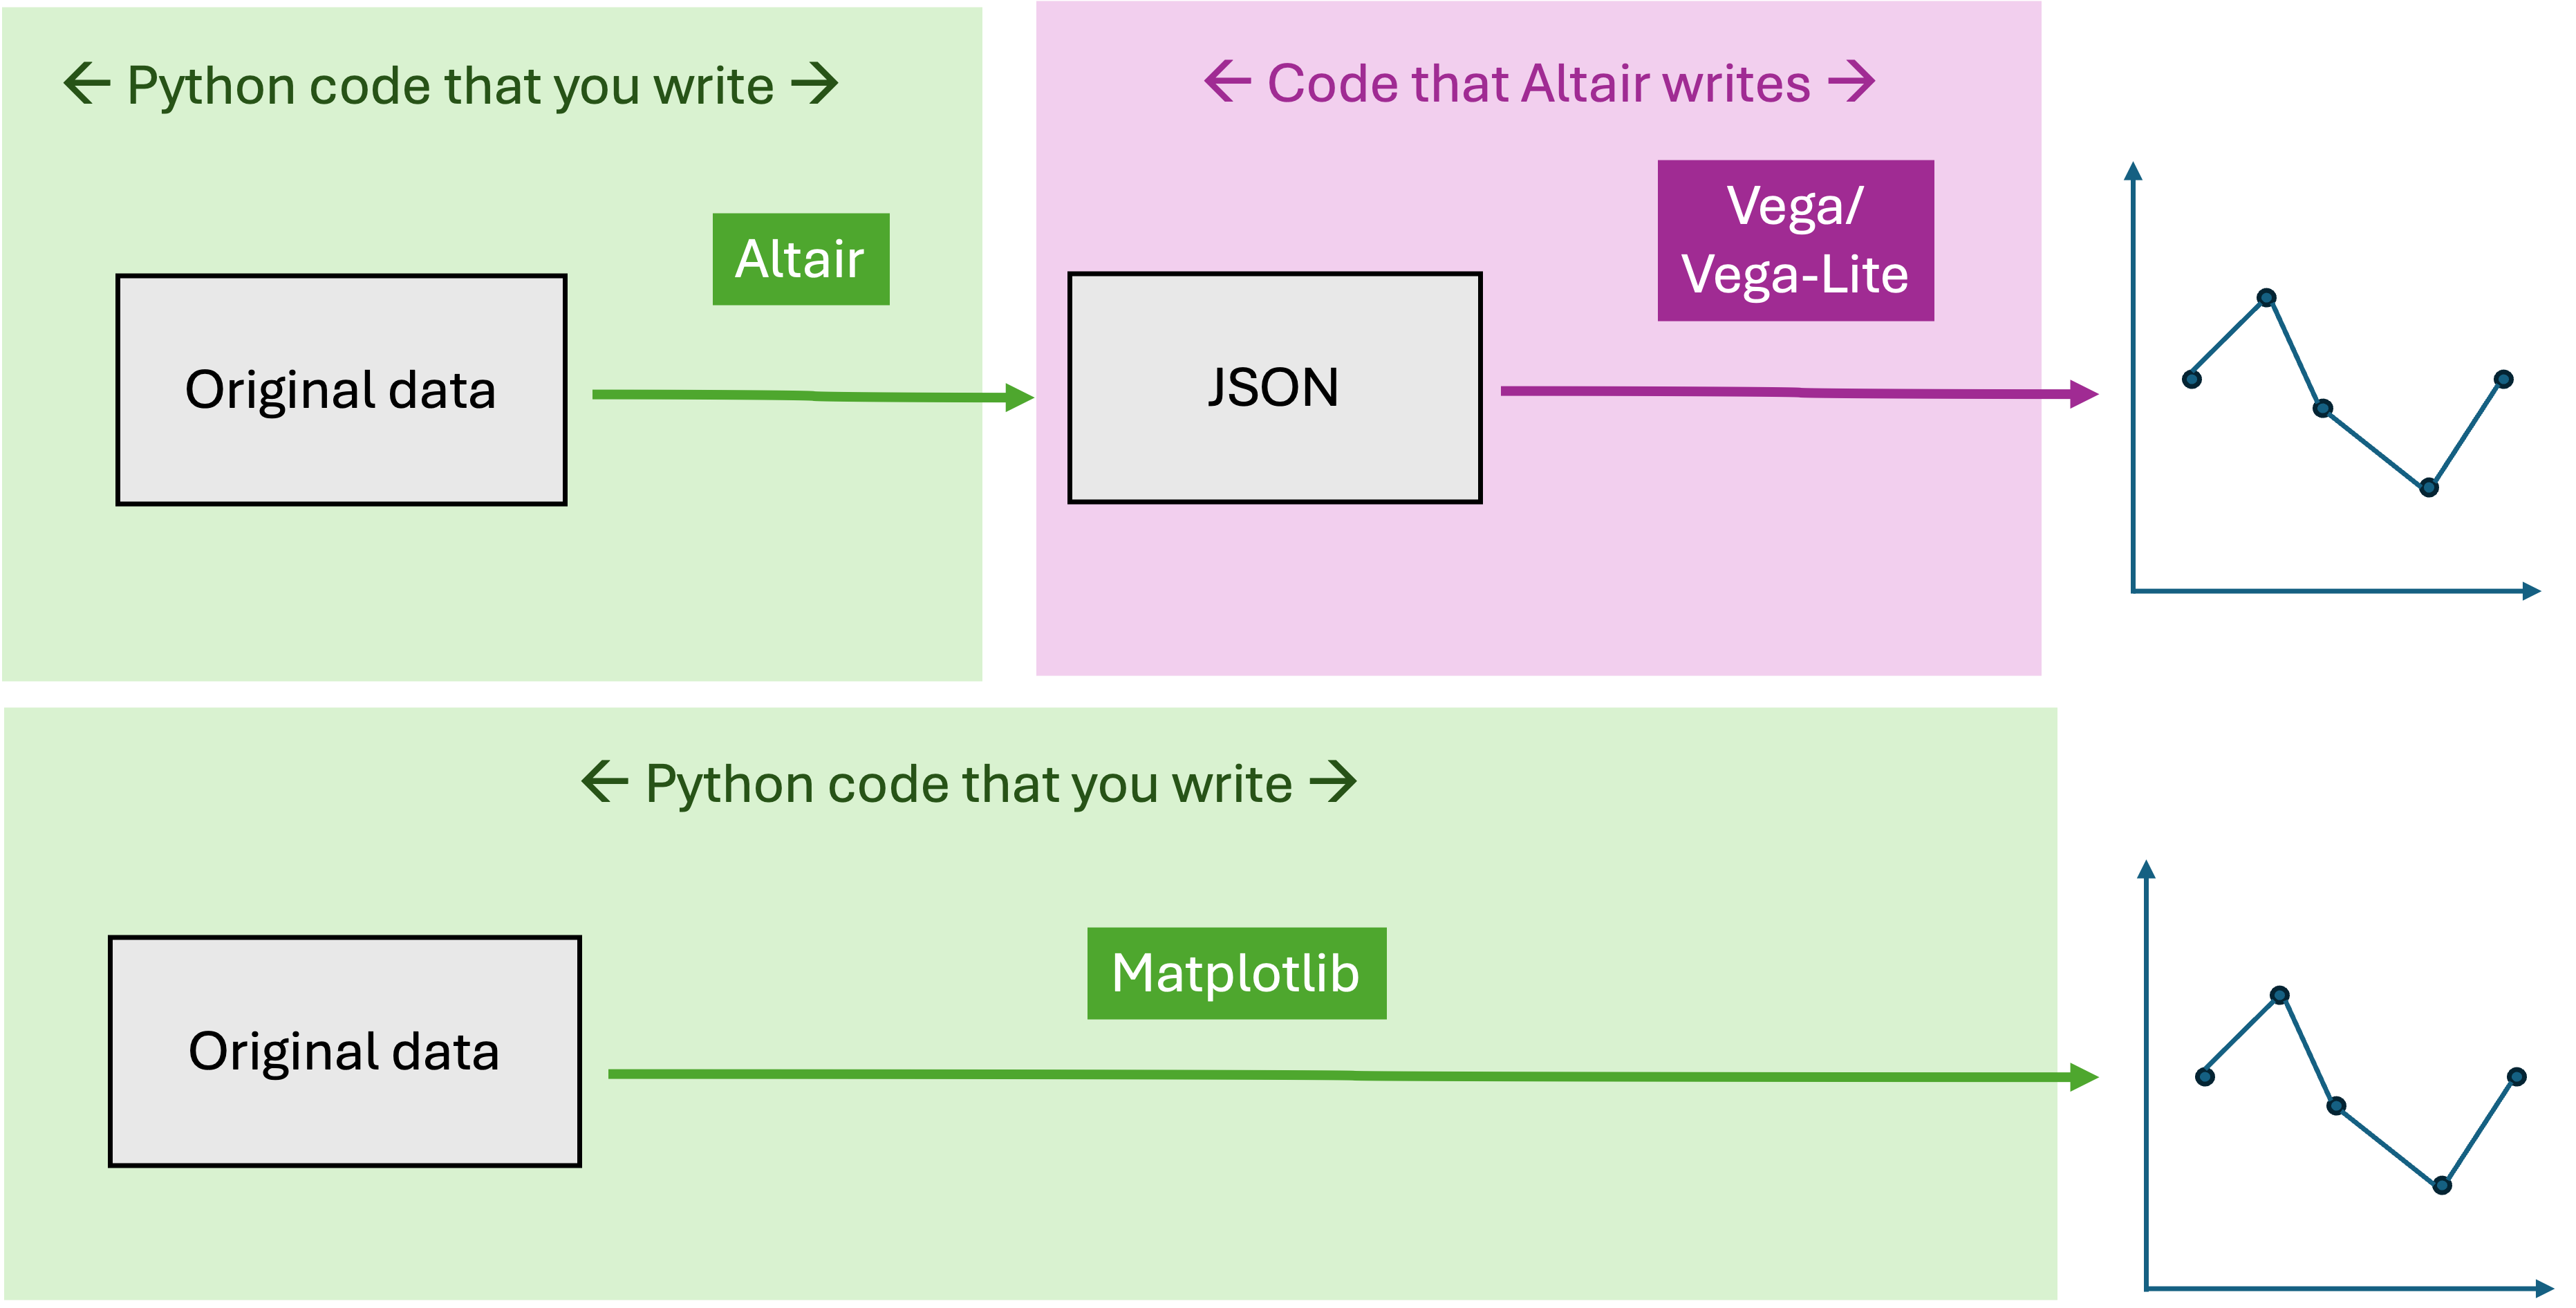 ← Python code that you write →
← Code that Altair writes →
Altair
Vega/
Vega-Lite
Original data
JSON
← Python code that you write →
Matplotlib
Original data